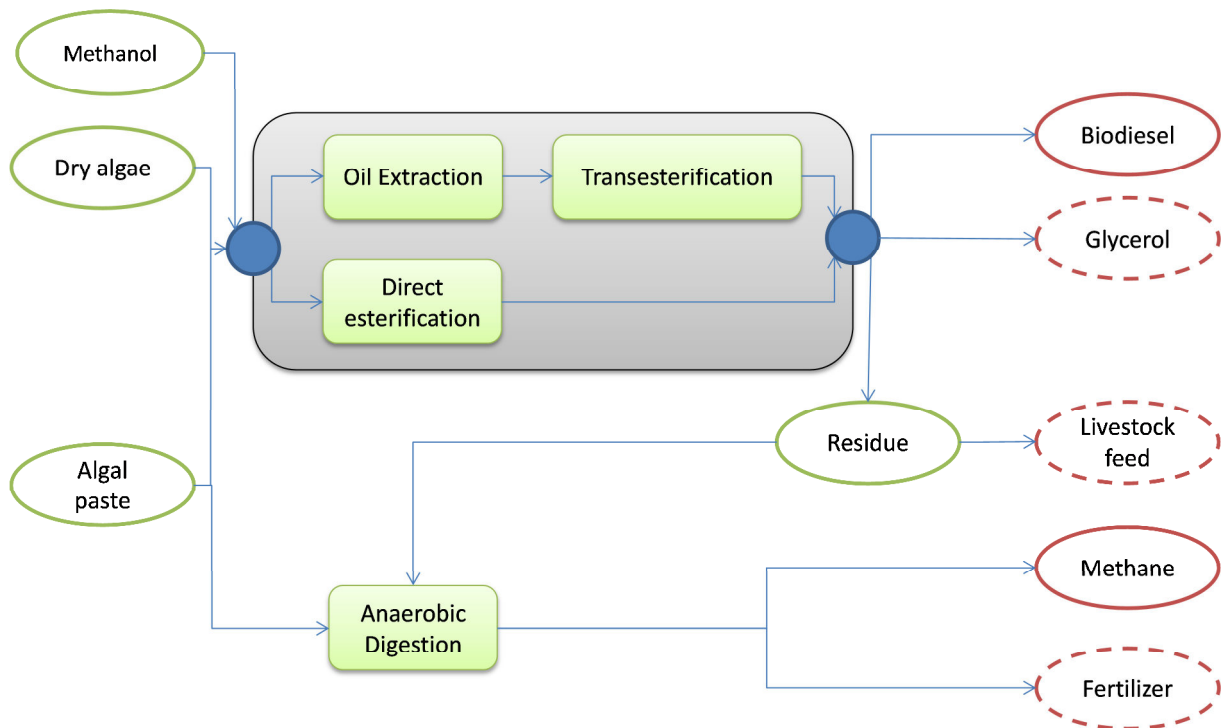 Methanol
Dry algae
Oil Extraction
Transesterification
Direct
esterification
Biodiesel
Glycerol
Algal
paste
Residue
Livestock
feed
Anaerobic
Digestion
Methane
Fertilizer